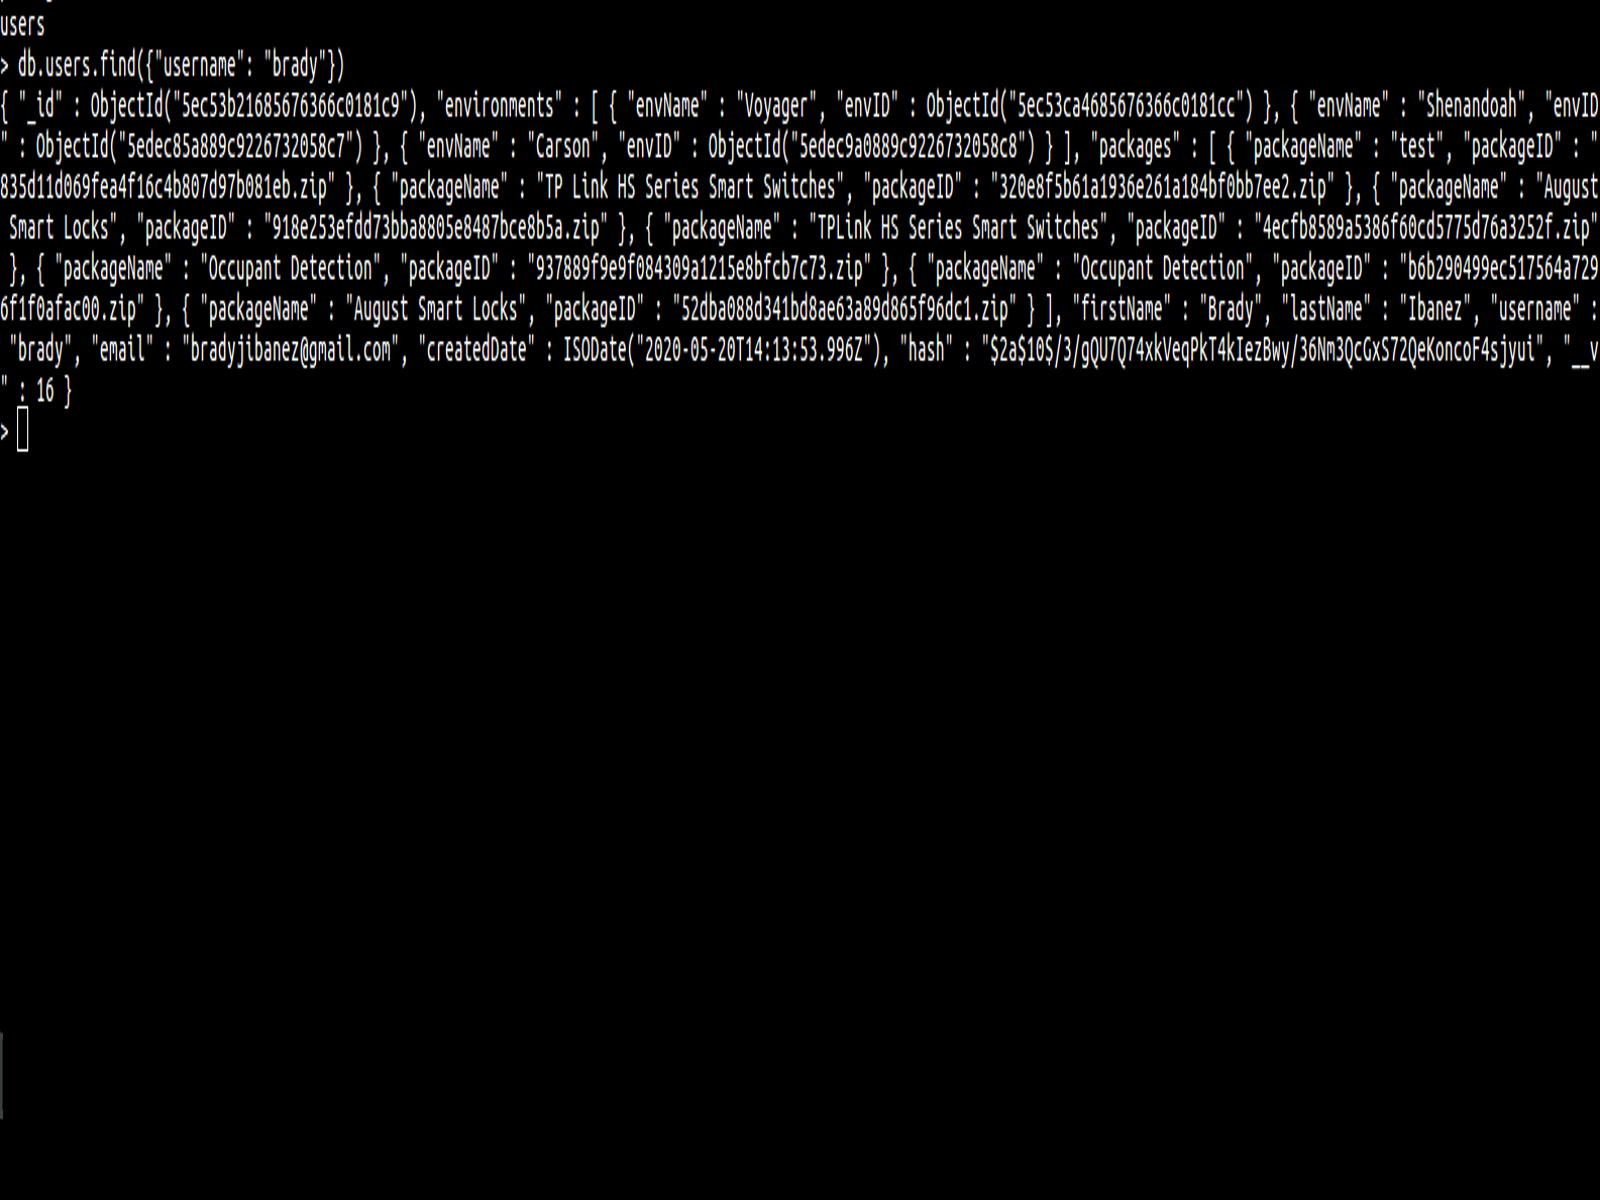 users
> db.users.find({"username": "brady"})
{ "_id" : ObjectId("5ec53b21685676366c0181c9"), "environments" : [ { "envName" : "Voyager", "envID" : ObjectId("5ec53ca4685676366c0181cc") }, { "envName" : "Shenandoah", "envID
" : ObjectId("5edec85a889c9226732058c7") }, { "envName" : "Carson", "envID" : ObjectId("5edec9a0889c9226732058c8") } ], "packages" : [ { "packageName" : "test", "packageID" : "
835d11d069fea4f16c4b807d97b081eb.zip" }, { "packageName" : "TP Link HS Series Smart Switches", "packageID" : "320e8f5b61a1936e261a184bf0bb7ee2.zip" }, { "packageName" : "August
Smart Locks", "packageID" : "918e253efdd73bba8805e8487bce8b5a.zip" }, { "packageName" : "TPLink HS Series Smart Switches", "packageID" : "4ecfb8589a5386f60cd5775d76a3252f.zip"
}, { "packageName" : "Occupant Detection", "packageID" : "937889f9e9f084309a1215e8bfcb7c73.zip" }, { "packageName" : "Occupant Detection", "packageID" : "b6b290499ec517564a729
6f1f0afac00.zip" }, { "packageName" : "August Smart Locks", "packageID" : "52dba088d341bd8ae63a89d865f96dc1.zip" } ], "firstName" : "Brady", "lastName" : "Ibanez", "username" :
"brady", "email" : "bradyjibanez@gmail.com", "createdDate" : ISODate("2020-05-20T14:13:53.996Z"), "hash" : "$2a$10$/3/gQU7Q74xkVeqPkT4kIezBwy/36Nm3QcGxS72QeKoncoF4sjyui", "__v
" : 16 }
>